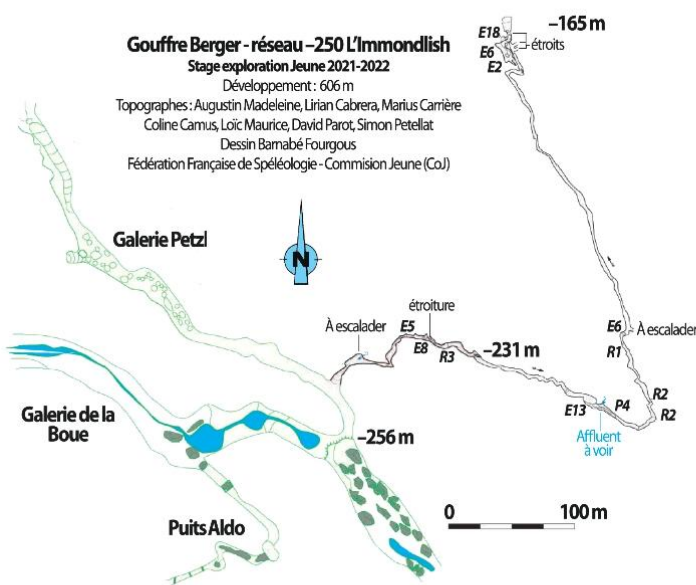 Gouffre Berger - réseau –250 L'Immondlish
Stage exploration Jeune 2021-2022
Développement : 606 m
Topographes : Augustin Madeleine, Lirian Cabrera, Marius Carrière
Coline Camus, Loïc Maurice, David Parot, Simon Petellat
Dessin Barnabé Fourgous
Fédération Française de Spéléologie - Commision Jeune (CoJ)
–165 m
E18
étroits
E6
E2
Galerie Petzl
N
À escalader
E5
étroiture
E8
R3
–231 m
E6
À escalader
R1
R2
R2
P4
E13
Affluent
à voir
Galerie de la
Boue
–256 m
0
100 m
Puits Aldo